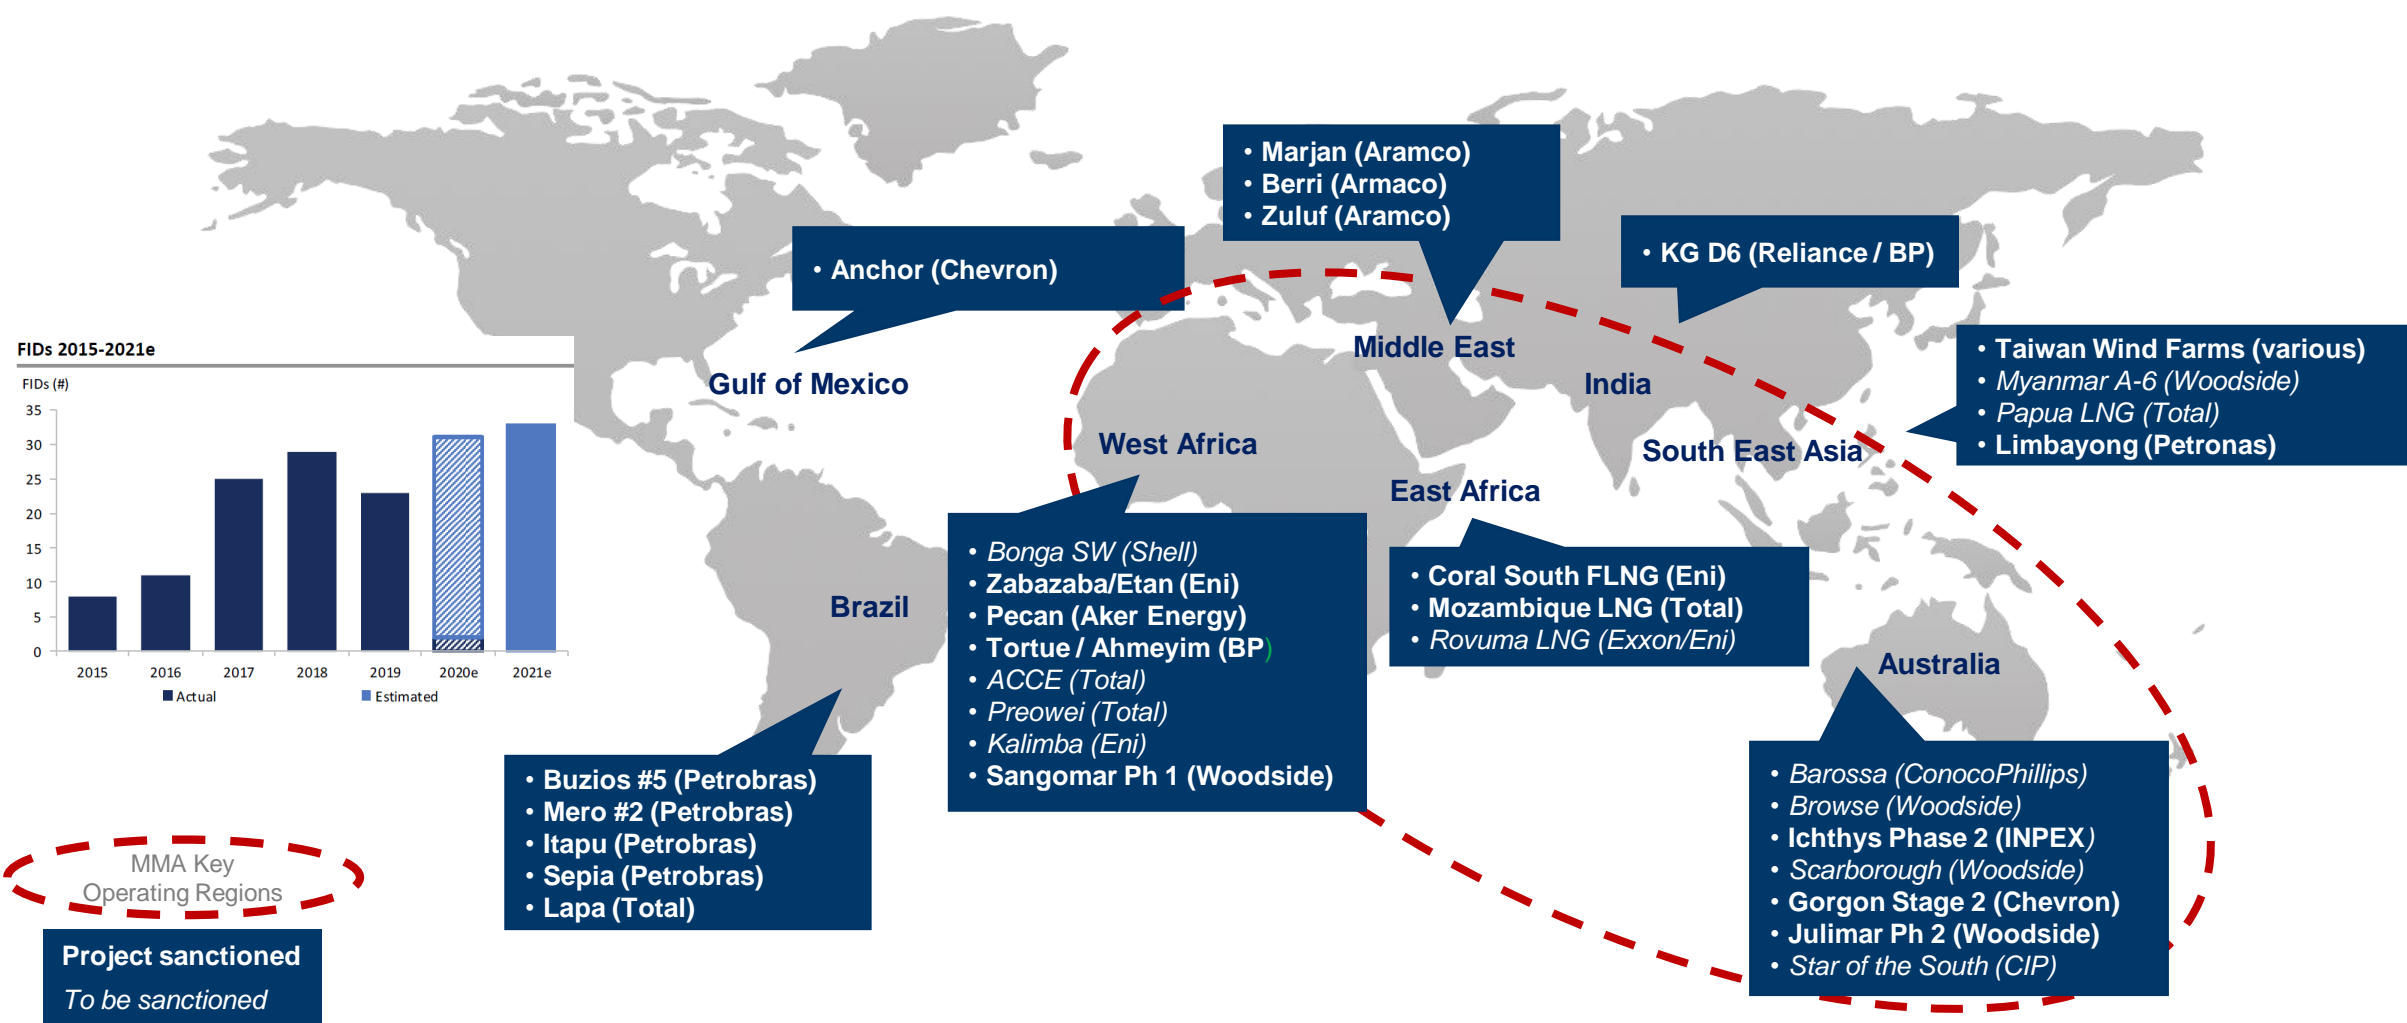 • Marjan (Aramco)
• Berri (Armaco)
• Zuluf (Aramco)
• Anchor (Chevron)
• KG D6 (Reliance / BP)
Middle East
Gulf of Mexico
India
West Africa
South East Asia
East Africa
Brazil
Australia
• Taiwan Wind Farms (various)
• Myanmar A-6 (Woodside)
• Papua LNG (Total)
• Limbayong (Petronas)
FIDs 2015-2021e
FIDs (#)
35
30
25
20
15
10
5
0
2015 2016 2017 2018 2019 2020e 2021e
Actual Estimated
• Bonga SW (Shell)
• Zabazaba/Etan (Eni)
• Pecan (Aker Energy)
• Tortue / Ahmeyim (BP)
• ACCE (Total)
• Preowei (Total)
• Kalimba (Eni)
• Sangomar Ph 1 (Woodside)
• Coral South FLNG (Eni)
• Mozambique LNG (Total)
• Rovuma LNG (Exxon/Eni)
• Buzios #5 (Petrobras)
• Mero #2 (Petrobras)
• Itapu (Petrobras)
• Sepia (Petrobras)
• Lapa (Total)
• Barossa (ConocoPhillips)
• Browse (Woodside)
• Ichthys Phase 2 (INPEX)
• Scarborough (Woodside)
• Gorgon Stage 2 (Chevron)
• Julimar Ph 2 (Woodside)
• Star of the South (CIP)
MMA Key
Operating Regions
Project sanctioned
To be sanctioned